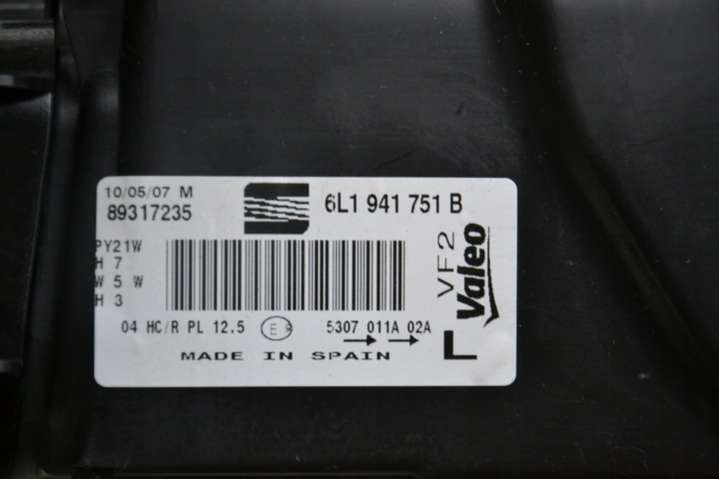 10/05/07 M
89317235
6L1 941 751 B
PY21W
H 7
W 5 W
H 3
VF2
Valeo
04 HC/R PL 12.5 E9 5307 011A 02A
MADE IN SPAIN
L